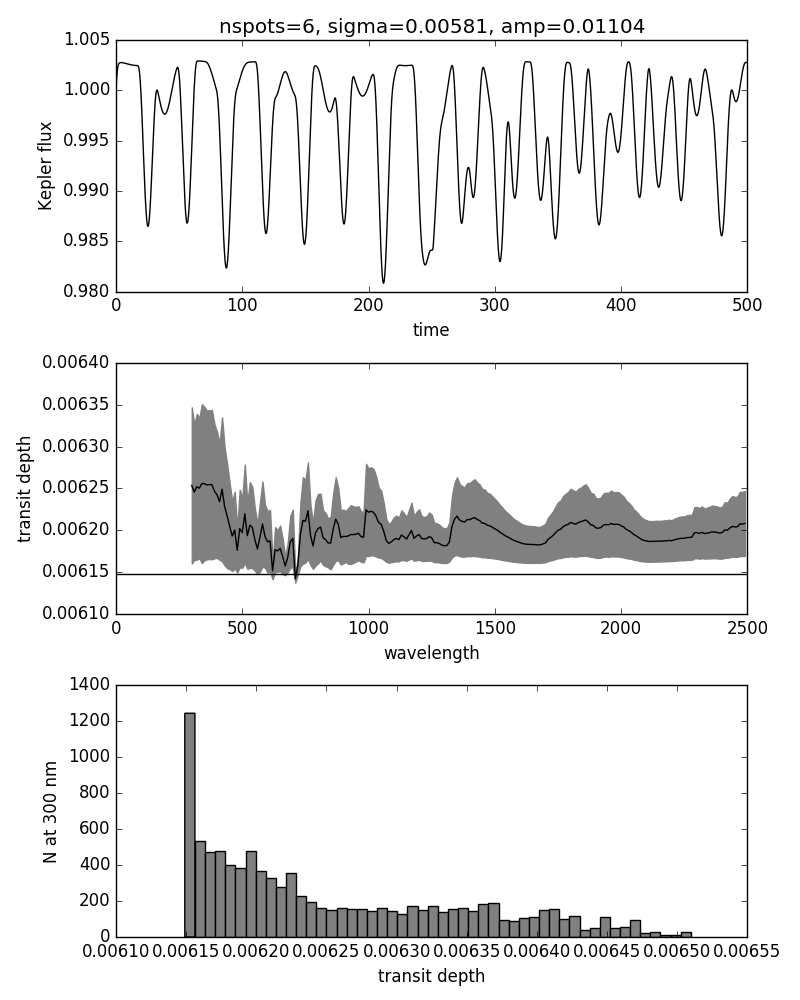 nspots=6, sigma=0.00581, amp=0.01104
1.005
1.000
0.995
0.990
0.985
0.980
Kepler flux
0 100 200 300 400 500
time
0.00640
0.00635
0.00630
0.00625
0.00620
0.00615
0.00610
transit depth
0 500 1000 1500 2000 2500
wavelength
1400
1200
1000
800
600
400
200
0
N at 300 nm
0.00610 0.00615 0.00620 0.00625 0.00630 0.00635 0.00640 0.00645 0.00650 0.00655
transit depth